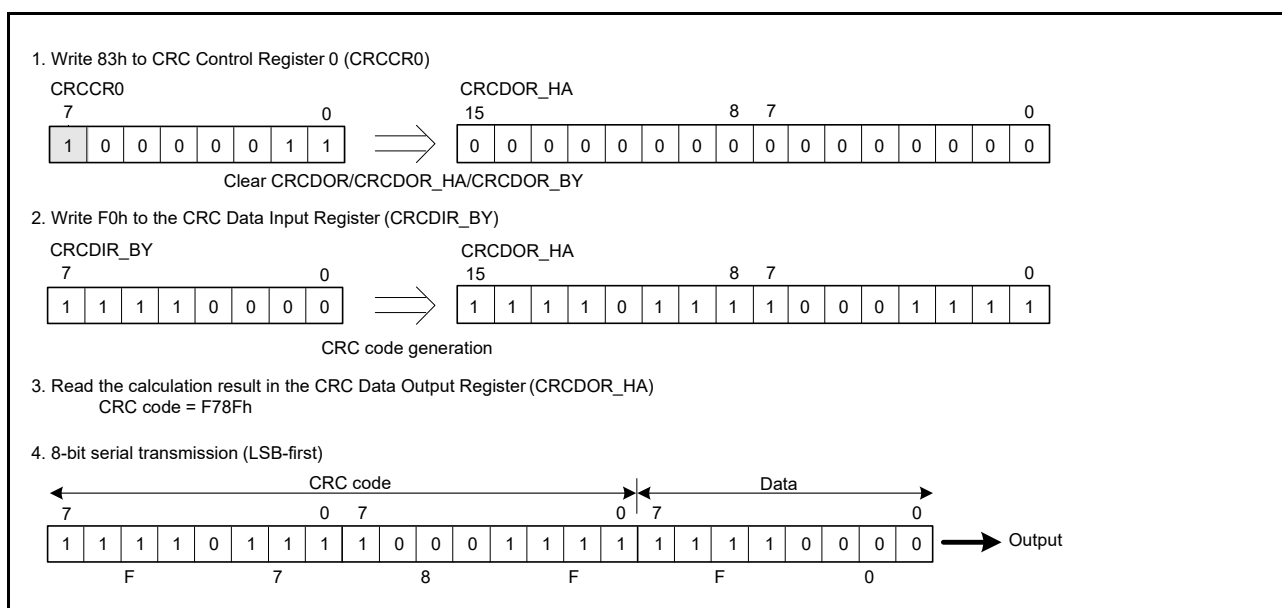 1. Write 83h to CRC Control Register 0 (CRCCR0)
CRCCR0 CRCDOR_HA
7 0 15 8 7 0
1 0 0 0 0 0 1 1 0 0 0 0 0 0 0 0 0 0 0 0 0 0 0 0
Clear CRCDOR/CRCDOR_HA/CRCDOR_BY
2. Write F0h to the CRC Data Input Register (CRCDIR_BY)
CRCDIR_BY CRCDOR_HA
7 0 15 8 7 0
1 1 1 1 0 0 0 0 1 1 1 1 0 1 1 1 1 0 0 0 1 1 1 1
CRC code generation
3. Read the calculation result in the CRC Data Output Register (CRCDOR_HA)
CRC code = F78Fh
4. 8-bit serial transmission (LSB-first)
CRC code Data
7 0 7 0 7 0
1 1 1 1 0 1 1 1 1 0 0 0 1 1 1 1 1 1 1 1 0 0 0 0 Output
F 7 8 F F 0